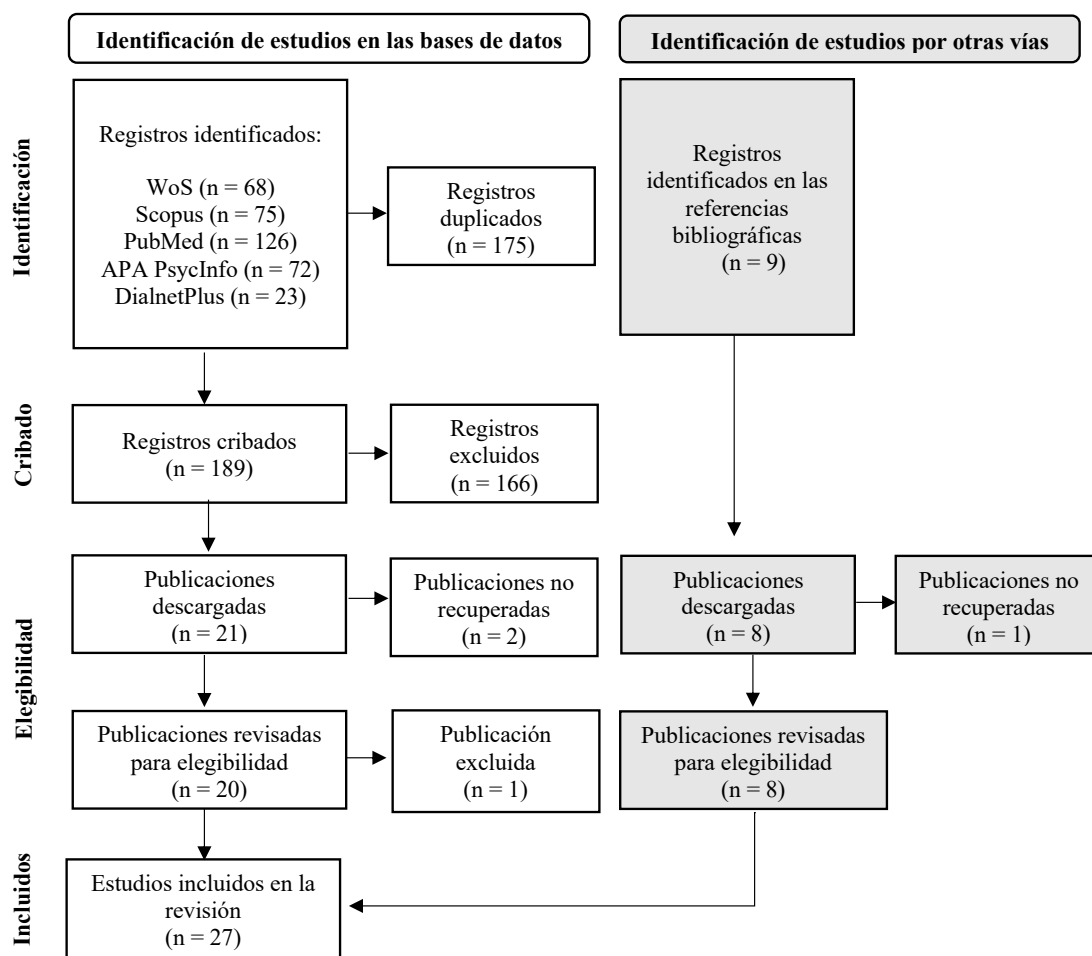 Identificación de estudios en las bases de datos
Identificación de estudios por otras vías
Identificación
Registros identificados:
WoS (n = 68)
Scopus (n = 75)
PubMed (n = 126)
APA PsycInfo (n = 72)
DialnetPlus (n = 23)
Registros
duplicados
(n = 175)
Registros
identificados en las
referencias
bibliográficas
(n = 9)
Cribado
Registros cribados
(n = 189)
Registros
excluidos
(n = 166)
Elegibilidad
Publicaciones
descargadas
(n = 21)
Publicaciones no
recuperadas
(n = 2)
Publicaciones
descargadas
(n = 8)
Publicaciones no
recuperadas
(n = 1)
Publicaciones revisadas
para elegibilidad
(n = 20)
Publicación
excluida
(n = 1)
Publicaciones revisadas
para elegibilidad
(n = 8)
Incluidos
Estudios incluidos en la
revisión
(n = 27)